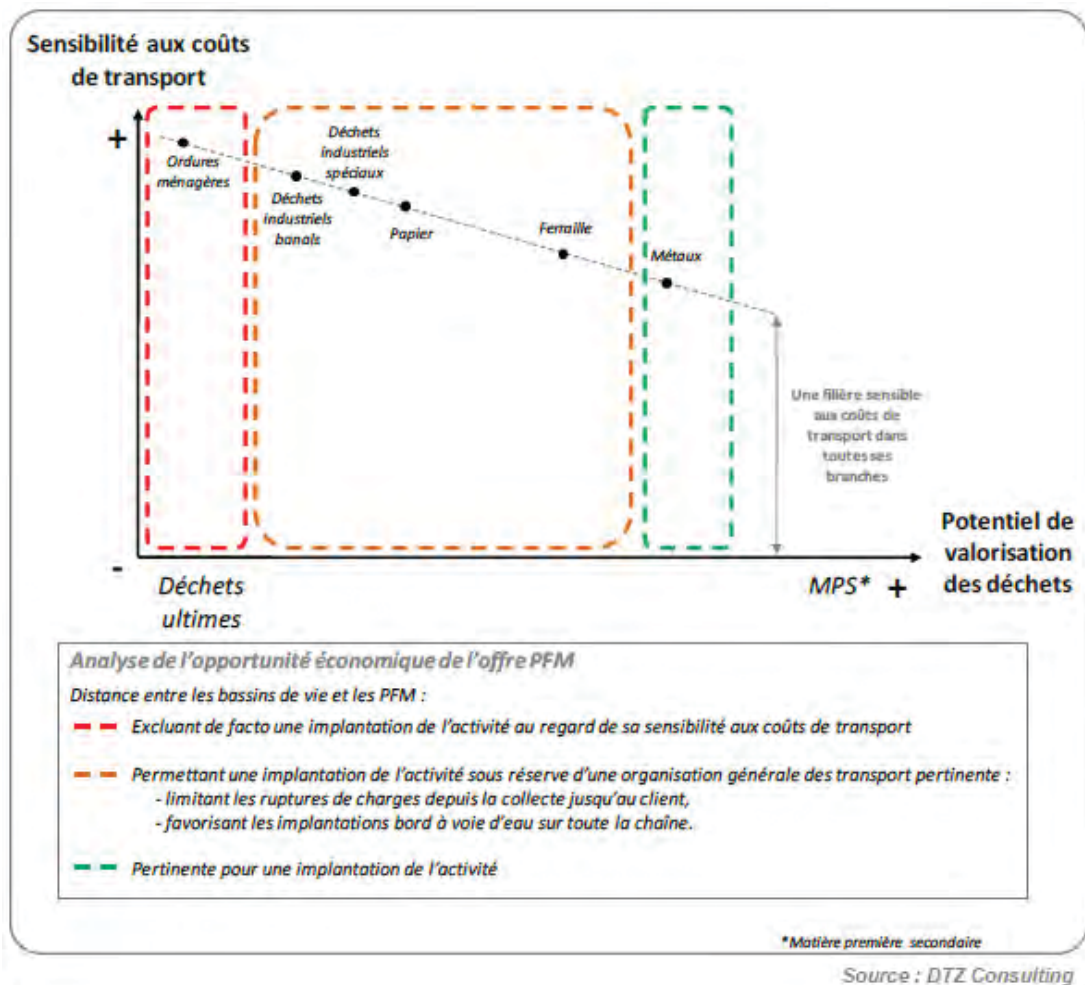 Sensibilité aux coûts
de transport
+
Ordures
ménagères
Déchets
industriels
spéciaux
Déchets
industriels
banals
Papier
Ferraille
Métaux
Une filière sensible
aux coûts de
transport dans
toutes ses
branches
Potentiel de
valorisation
des déchets
-
Déchets
ultimes
MPS* +
Analyse de l'opportunité économique de l'offre PFM
Distance entre les bassins de vie et les PFM :
Excluant de facto une implantation de l'activité au regard de sa sensibilité aux coûts de transport
Permettant une implantation de l'activité sous réserve d'une organisation générale des transport pertinente :
- limitant les ruptures de charges depuis la collecte jusqu'au client,
- favorisant les implantations bord à voie d'eau sur toute la chaîne.
Pertinente pour une implantation de l'activité
*Matière première secondaire
Source : DTZ Consulting